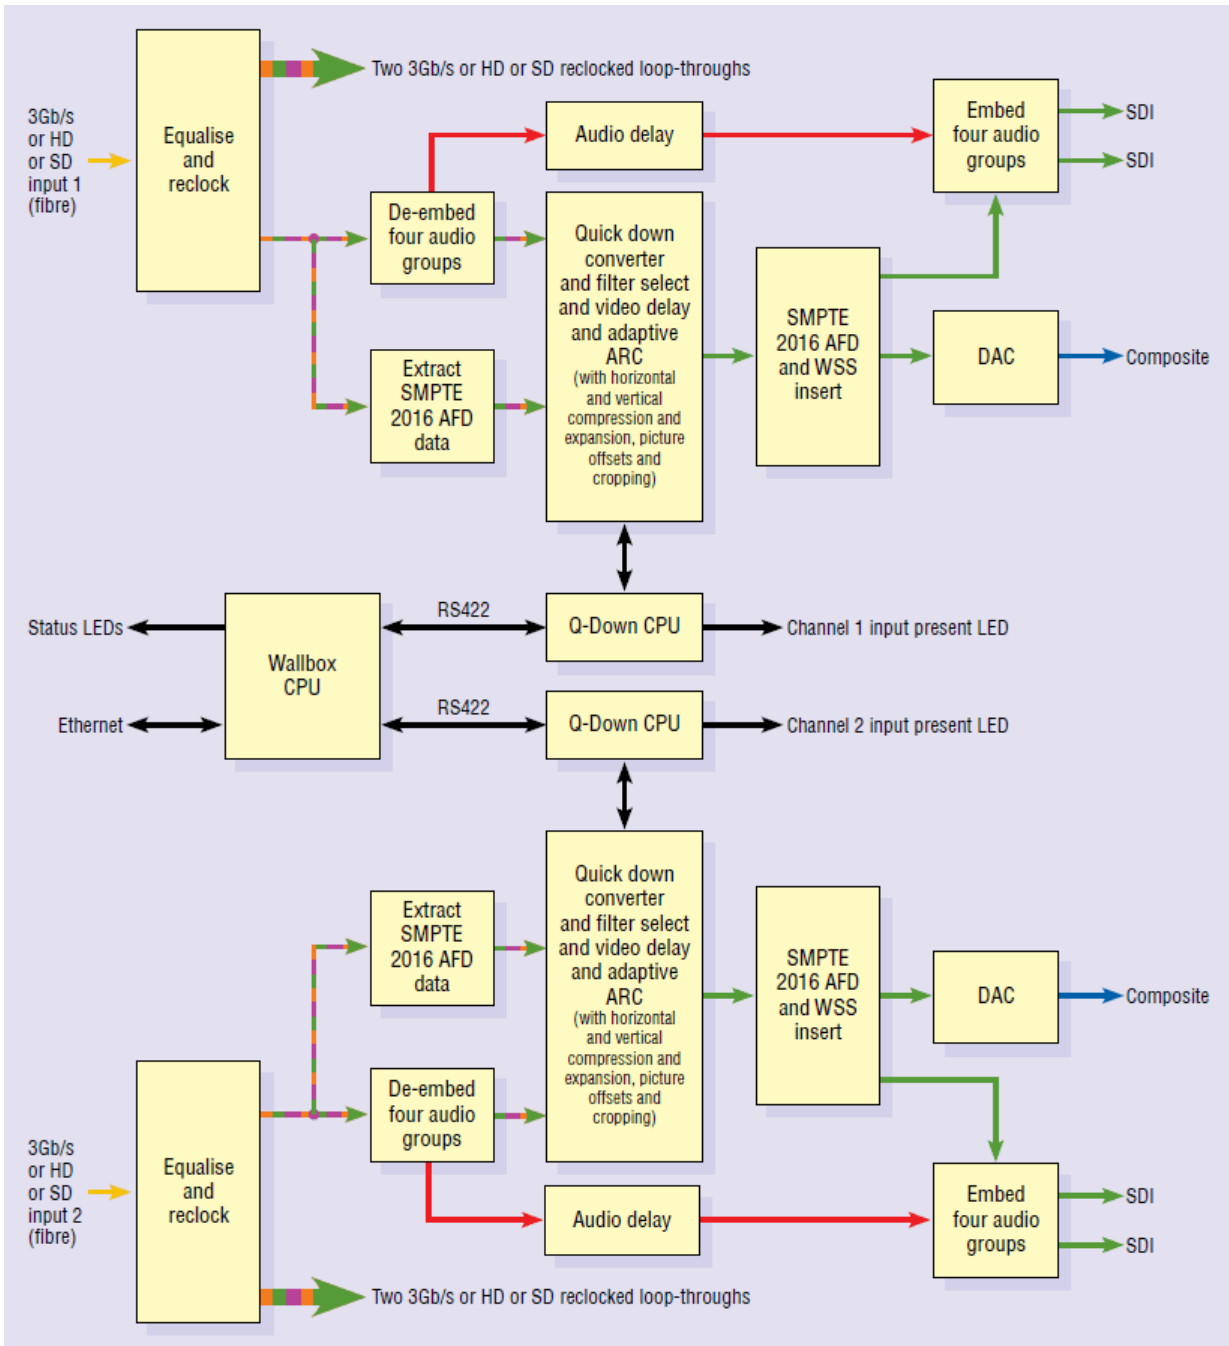 Two 3Gb/s or HD or SD reclocked loop-throughs
3Gb/s
or HD
or SD
input 1
(fibre)
Equalise
and
reclock
Audio delay
Embed
four audio
groups
SDI
SDI
De-embed
four audio
groups
Extract
SMPTE
2016 AFD
data
Quick down
converter
and filter select
and video delay
and adaptive
ARC
(with horizontal
and vertical
compression and
expansion, picture
offsets and
cropping)
SMPTE
2016 AFD
and WSS
insert
DAC
Composite
Status LEDs
Ethernet
Wallbox
CPU
RS422
Q-Down CPU
Channel 1 input present LED
RS422
Q-Down CPU
Channel 2 input present LED
Extract
SMPTE
2016 AFD
data
Quick down
converter
and filter select
and video delay
and adaptive
ARC
(with horizontal
and vertical
compression and
expansion, picture
offsets and
cropping)
SMPTE
2016 AFD
and WSS
insert
DAC
Composite
3Gb/s
or HD
or SD
input 2
(fibre)
Equalise
and
reclock
De-embed
four audio
groups
Audio delay
Embed
four audio
groups
SDI
SDI
Two 3Gb/s or HD or SD reclocked loop-throughs